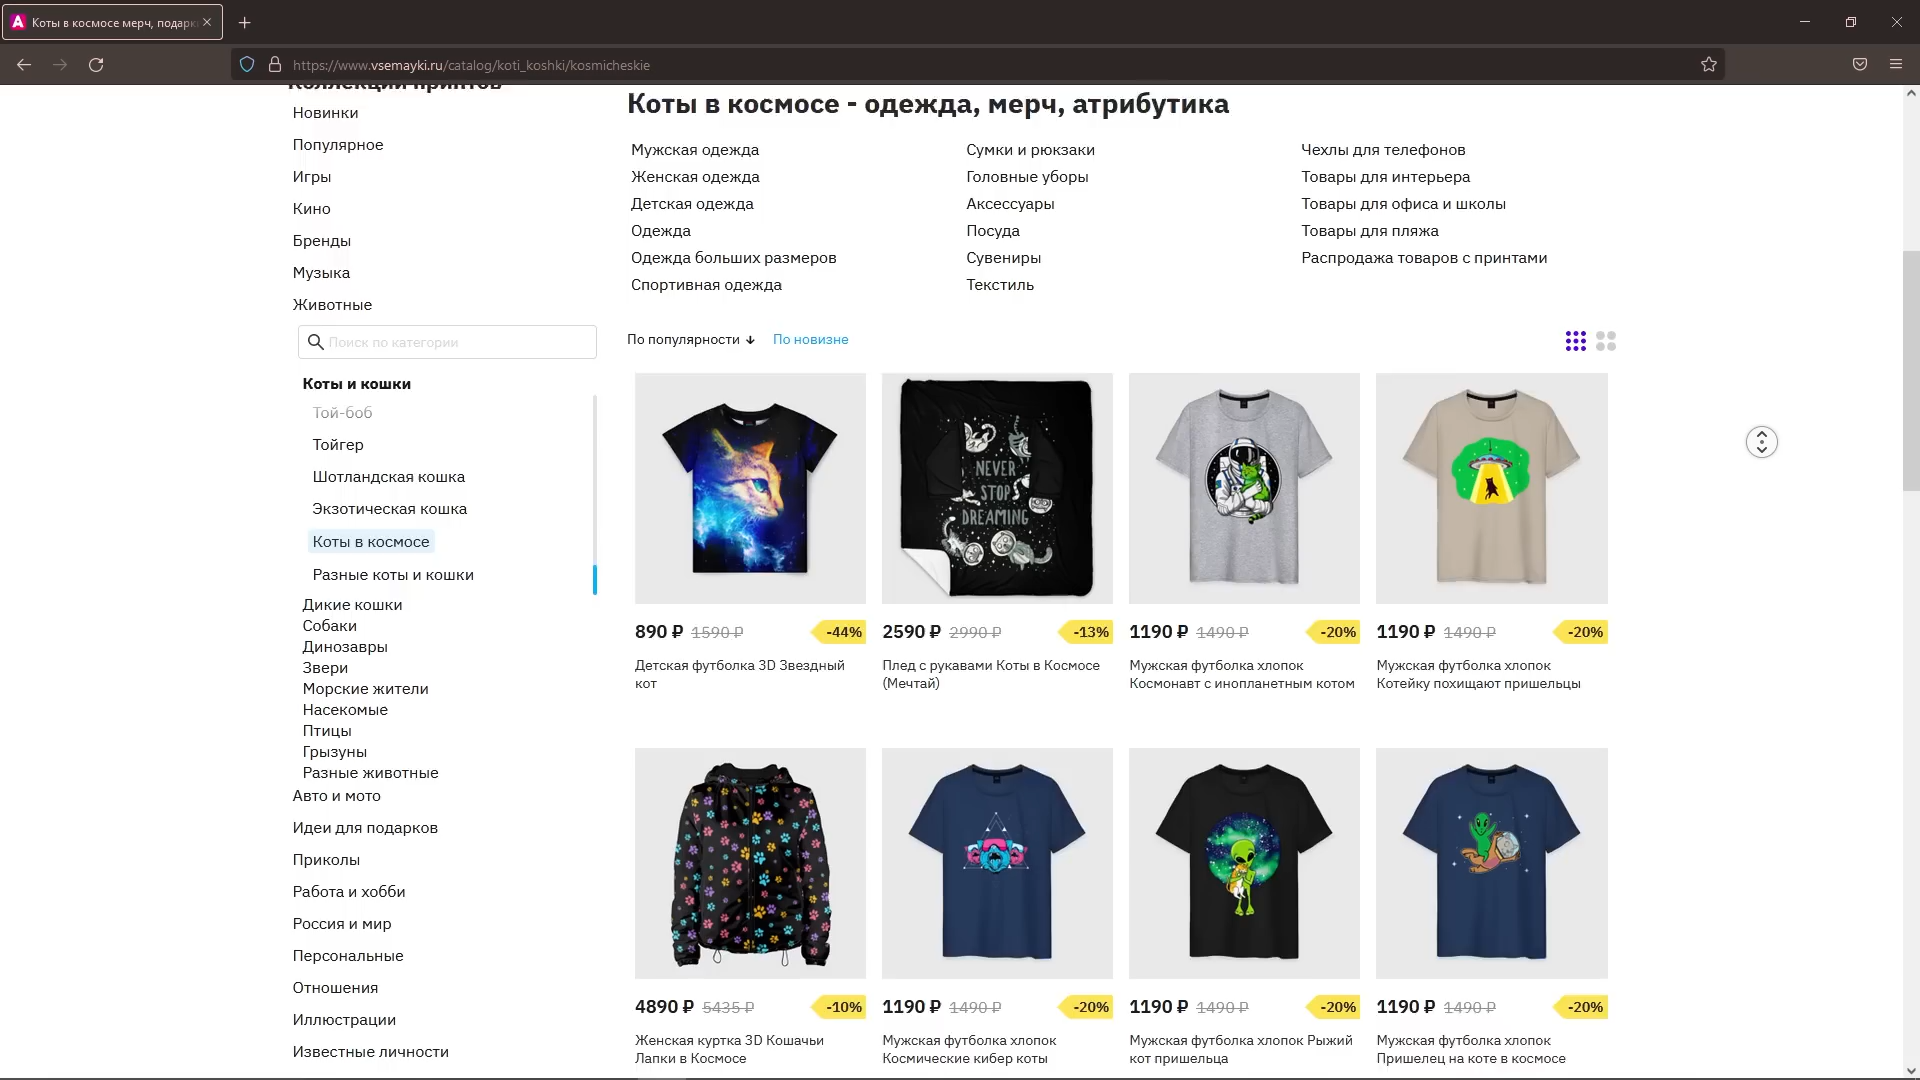 Коты в космосе мерч, подарк
https://www.vsemayki.ru/catalog/koti_koshki/kosmicheskie
Коллекции принтов
Новинки
Популярное
Игры
Кино
Бренды
Музыка
Животные
Поиск по категории
Коты и кошки
Той-боб
Тойгер
Шотландская кошка
Экзотическая кошка
Коты в космосе
Разные коты и кошки
Дикие кошки
Собаки
Динозавры
Звери
Морские жители
Насекомые
Птицы
Грызуны
Разные животные
Авто и мото
Идеи для подарков
Приколы
Работа и хобби
Россия и мир
Персональные
Отношения
Иллюстрации
Известные личности
Коты в космосе - одежда, мерч, атрибутика
Мужская одежда
Женская одежда
Детская одежда
Одежда
Одежда больших размеров
Спортивная одежда
Сумки и рюкзаки
Головные уборы
Аксессуары
Посуда
Сувениры
Текстиль
Чехлы для телефонов
Товары для интерьера
Товары для офиса и школы
Товары для пляжа
Распродажа товаров с принтами
По популярности По новизне
890 ₽ 1590 ₽ -44%
Детская футболка 3D Звездный
кот
NEVER
STOP
DREAMING
2590 ₽ 2990 ₽ -13%
Плед с рукавами Коты в Космосе
(Мечтай)
1190 ₽ 1490 ₽ -20%
Мужская футболка хлопок
Космонавт с инопланетным котом
1190 ₽ 1490 ₽ -20%
Мужская футболка хлопок
Котейку похищают пришельцы
4890 ₽ 5435 ₽ -10%
Женская куртка 3D Кошачьи
Лапки в Космосе
1190 ₽ 1490 ₽ -20%
Мужская футболка хлопок
Космические кибер коты
1190 ₽ 1490 ₽ -20%
Мужская футболка хлопок Рыжий
кот пришельца
1190 ₽ 1490 ₽ -20%
Мужская футболка хлопок
Пришелец на коте в космосе